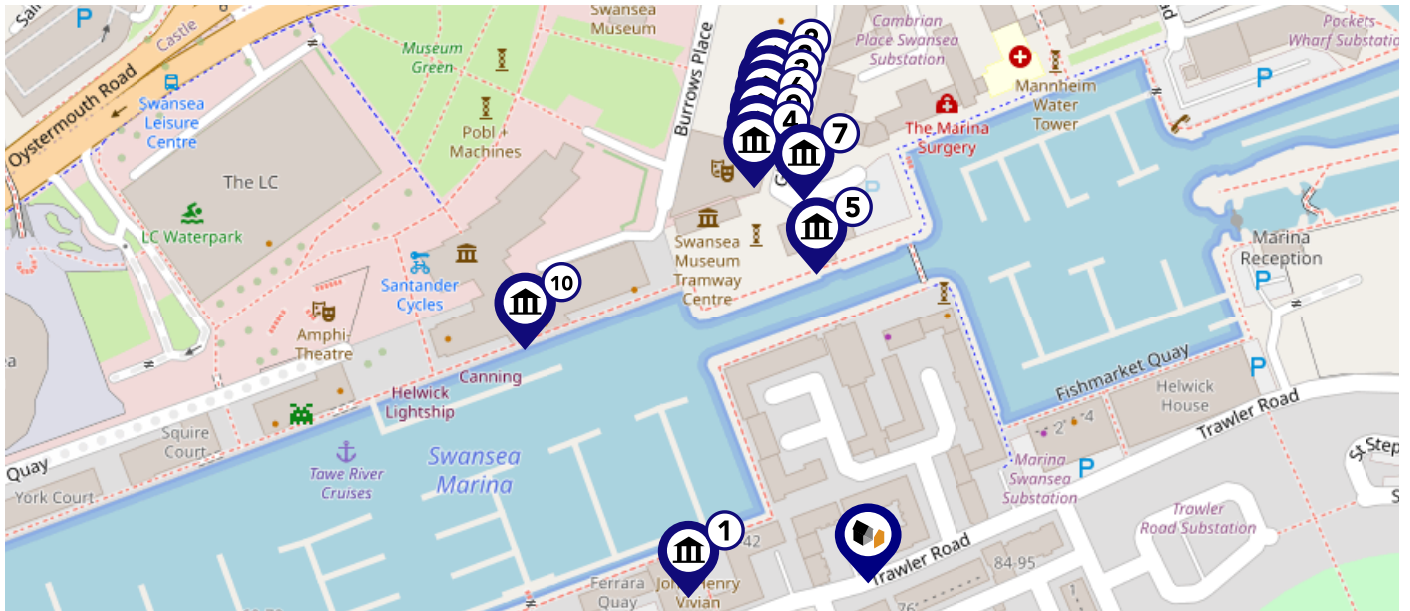 P
Castle
Oystermouth Road
Swansea
Leisure
Centre
The LC
LC Waterpark
Museum
Green
Pobl +
Machines
Swansea
Museum
Burrows Place
Cambrian
Place Swansea
Substation
Mannheim
Water
Tower
The Marina
Surgery
Pockets
P
4
7
5
10
1
Swansea
Museum
Tramway
Centre
Santander
Cycles
Amphi-
Theatre
Canning
Helwick
Lightship
Squire
Court
York Court
Quay
Tawe River
Cruises
Swansea
Marina
Marina
Reception
P
P
Fishmarket Quay
Helwick
House
Trawler Road
2
4
P
Marina
Swansea
Substation
Trawler
Road Substation
42
Trawler Road
84-95
Ferrara
Quay
Vivian